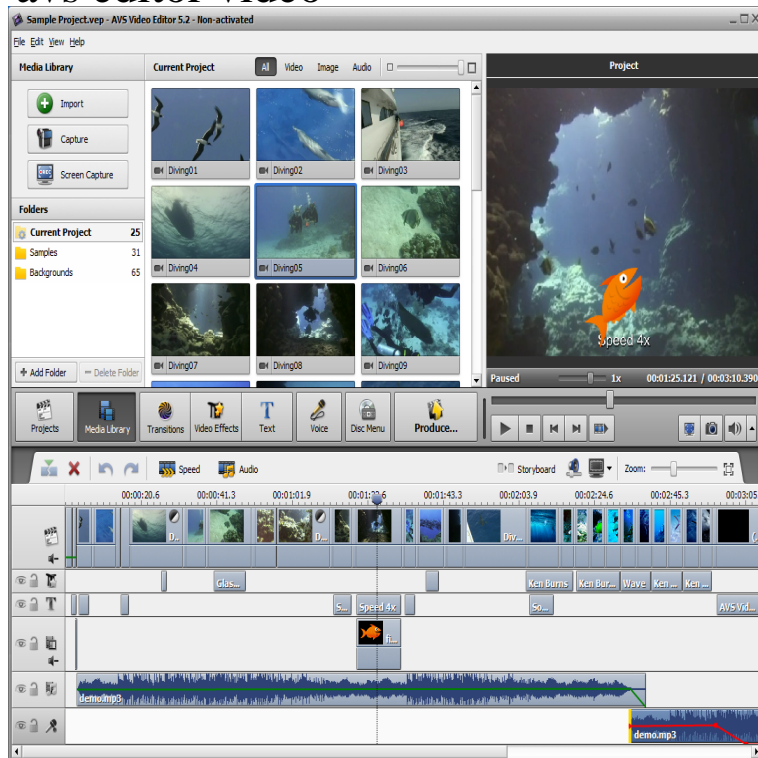 avs editor video
Sample Project.vep - AVS Video Editor 5.2 - Non-activated
File Edit View Help
Media Library
Current Project
All Video Image Audio
Project
Import
Capture
Screen Capture
Diving01 Diving02 Diving03
Folders
Current Project 25
Samples 31
Backgrounds 65
Diving04 Diving05 Diving06
Speed 4x
Diving07 Diving08 Diving09
Add Folder Delete Folder
Paused 1x 00:01:25.121 / 00:03:10.390
Projects Media Library Transitions Video Effects Text Voice Disc Menu Produce...
Speed Audio Storyboard Zoom:
00:00:20.6 00:00:41.3 00:01:01.9 00:01:43.3 00:02:03.9 00:02:24.6 00:02:45.3 00:03:05
D... D... Div...
Glas... Ken Burns Ken Bur... Wave Ken ... Ken ...
T S... Speed 4x So... AVS Vid...
fi...
demo.mp3
demo.mp3